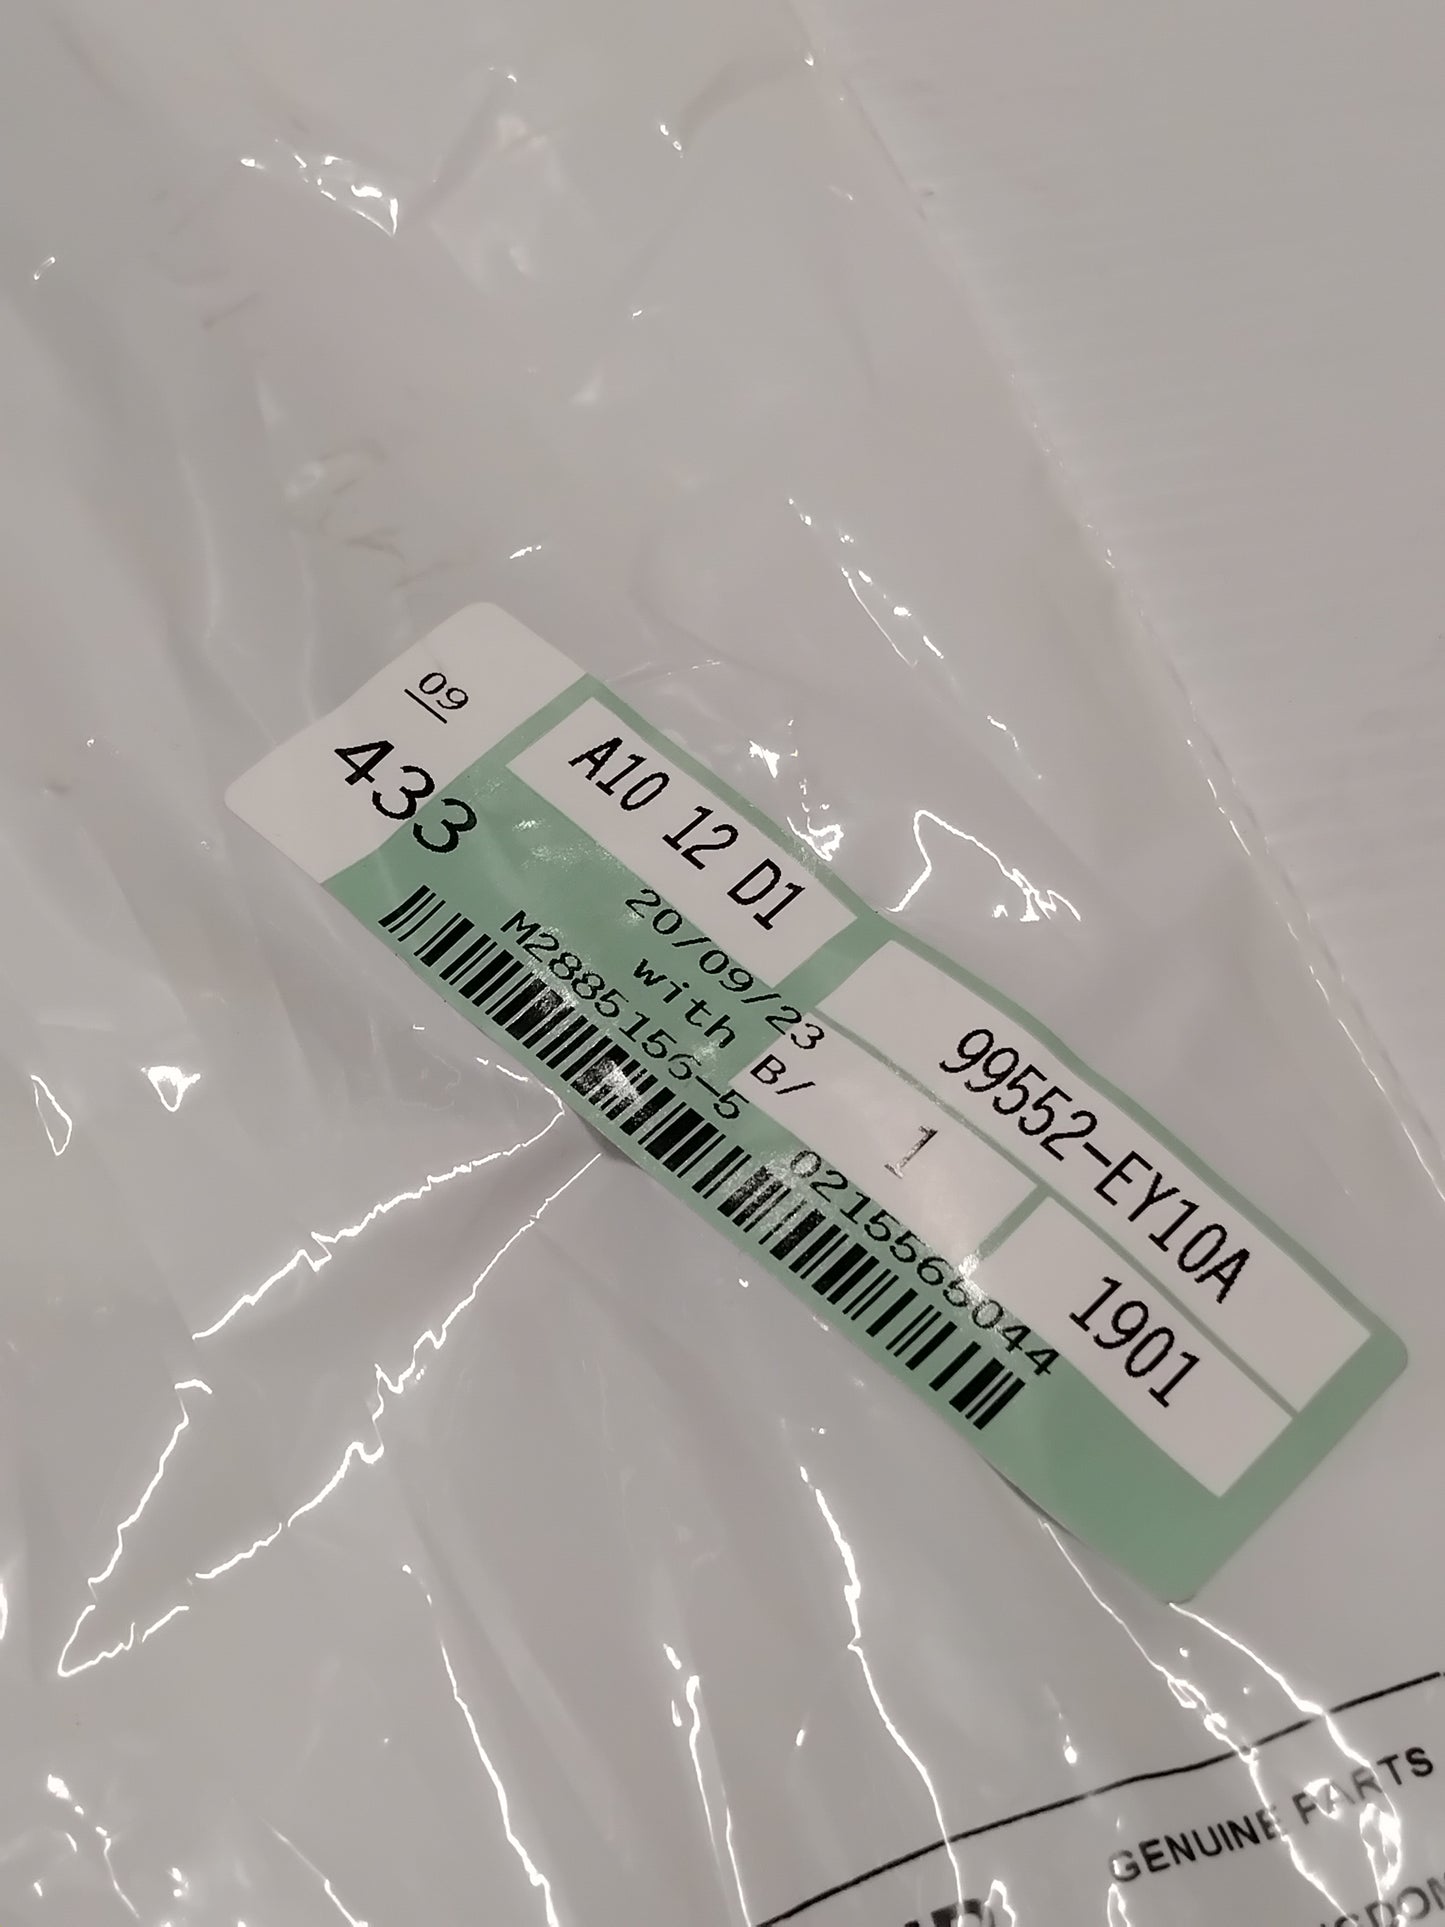 09
433
A10 12 D1
20/09/23
with B/
M2885156-5
99552-EY10A
1
1901
0215565044
GENUINE PARTS